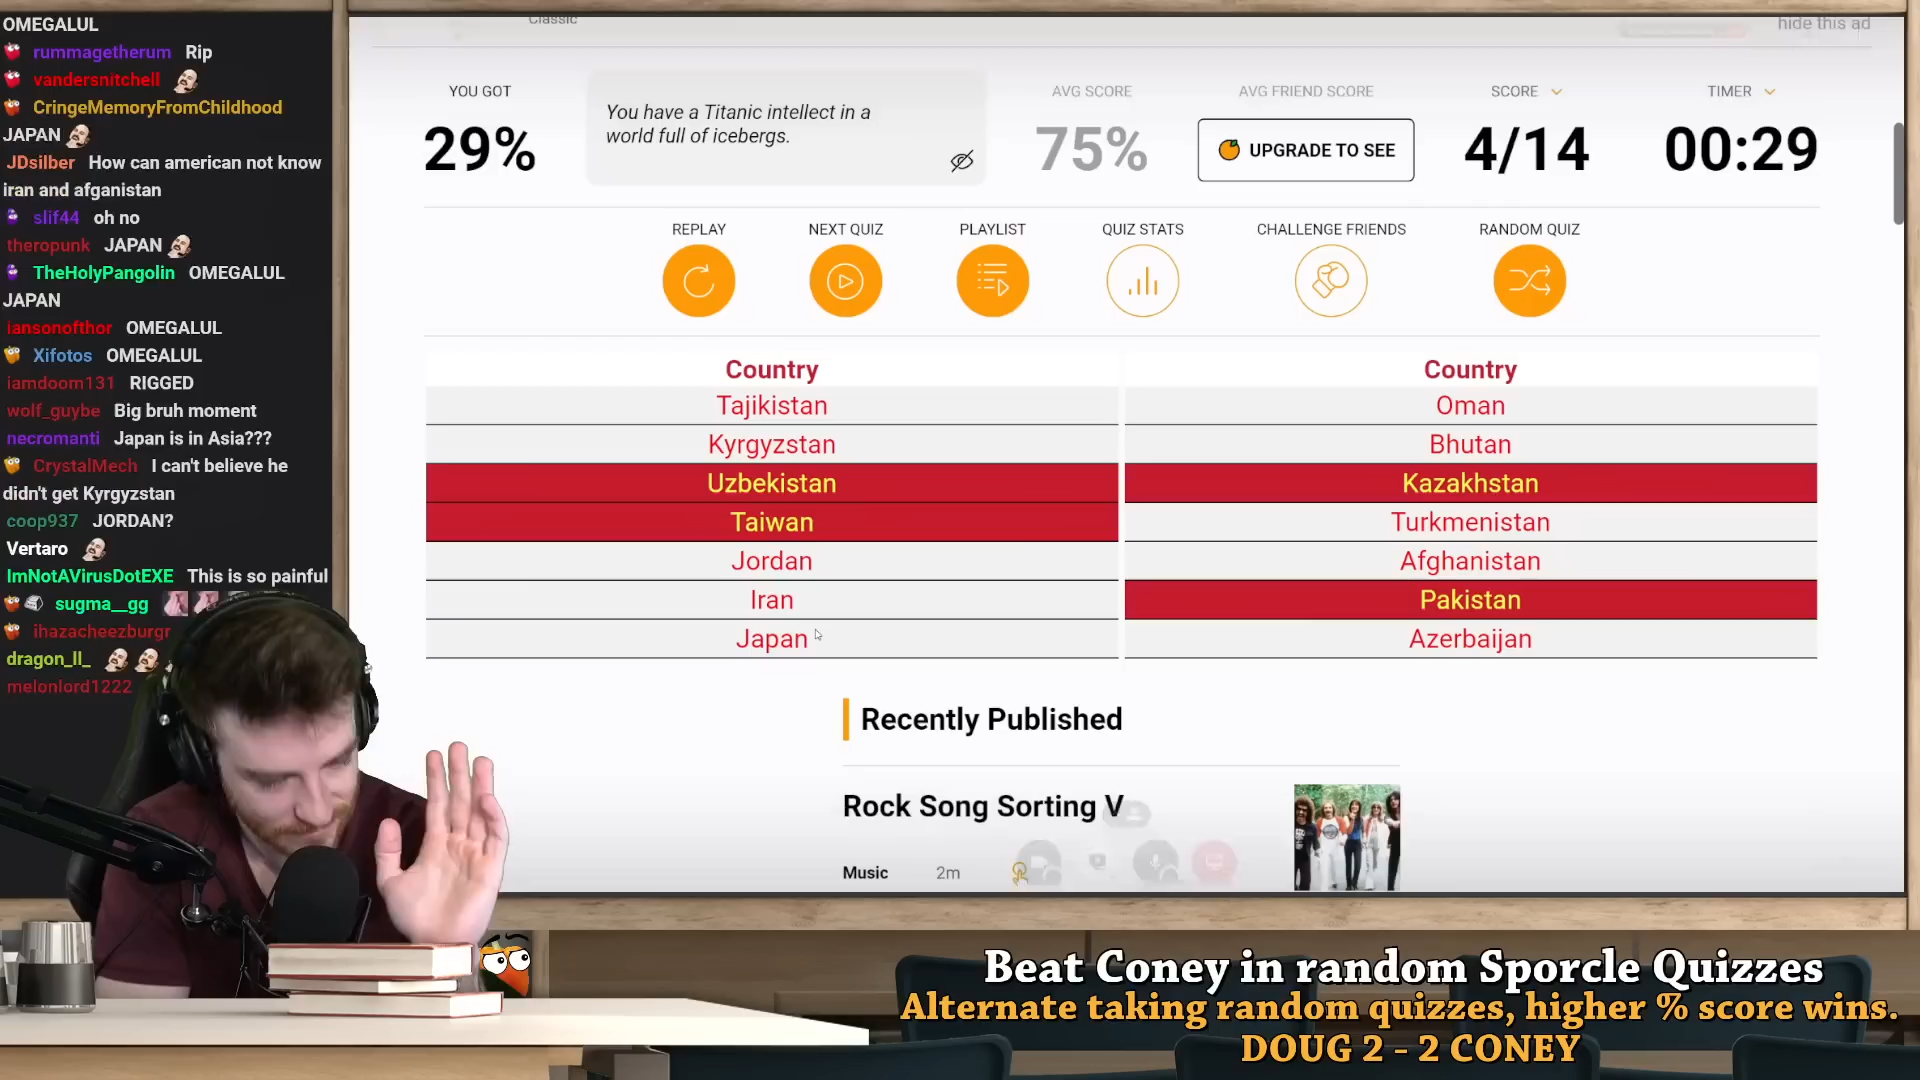 OMEGALUL
rummagetherum Rip
vandersnitchell
CringeMemoryFromChildhood
JAPAN
JDsilber How can american not know
iran and afganistan
slif44 oh no
theropunk JAPAN
TheHolyPangolin OMEGALUL
JAPAN
iansonofthor OMEGALUL
Xifotos OMEGALUL
iamdoom131 RIGGED
wolf_guybe Big bruh moment
necromanti Japan is in Asia???
CrystalMech I can't believe he
didn't get Kyrgyzstan
coop937 JORDAN?
Vertaro
ImNotAVirusDotEXE This is so painful
sugma__gg
ihazacheezburgr
dragon_ll_
melonlord1222
Classic
hide this ad
YOU GOT
29%
You have a Titanic intellect in a
world full of icebergs.
AVG SCORE
75%
AVG FRIEND SCORE
UPGRADE TO SEE
SCORE
4/14
TIMER
00:29
REPLAY
NEXT QUIZ
PLAYLIST
QUIZ STATS
CHALLENGE FRIENDS
RANDOM QUIZ
Country
Tajikistan
Kyrgyzstan
Uzbekistan
Taiwan
Jordan
Iran
Japan
Country
Oman
Bhutan
Kazakhstan
Turkmenistan
Afghanistan
Pakistan
Azerbaijan
Recently Published
Rock Song Sorting V
Music 2m
Beat Coney in random Sporcle Quizzes
Alternate taking random quizzes, higher % score wins.
DOUG 2 - 2 CONEY